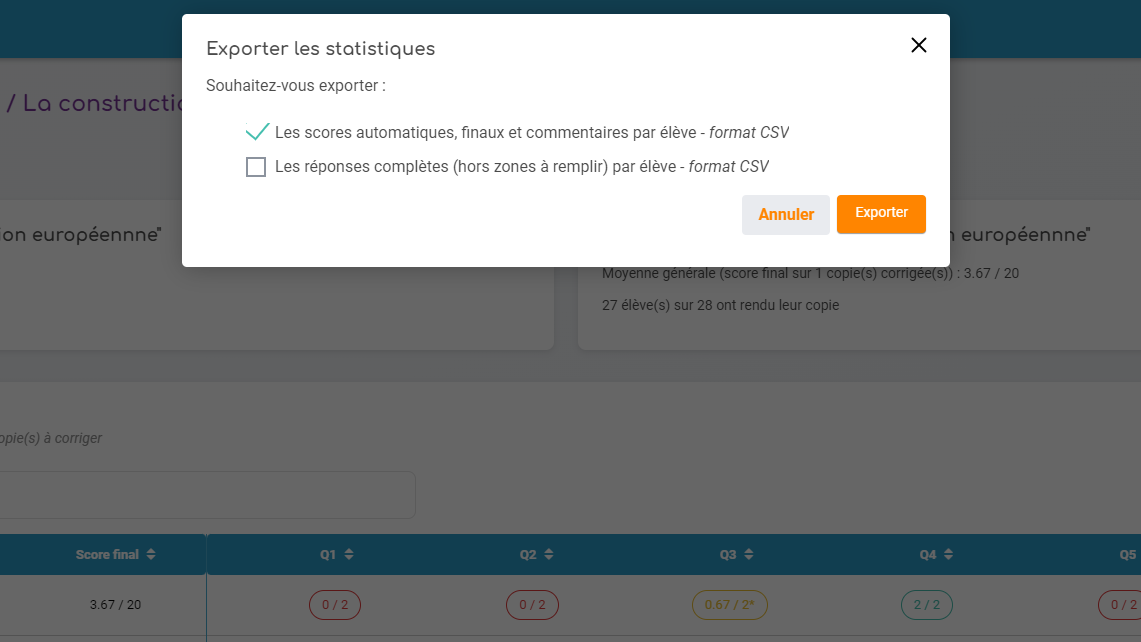 Exporter les statistiques
Souhaitez-vous exporter :
/ La constructio
Les scores automatiques, finaux et commentaires par élève - format CSV
Les réponses complètes (hors zones à remplir) par élève - format CSV
Annuler
Exporter
ion européennne"
n européennne"
Moyenne générale (score final sur 1 copie(s) corrigée(s)) : 3.67 / 20
27 élève(s) sur 28 ont rendu leur copie
opie(s) à corriger
Score final Q1 Q2 Q3 Q4 Q5
3.67 / 20 0 / 2 0 / 2 0.67 / 2* 2 / 2 0 / 2